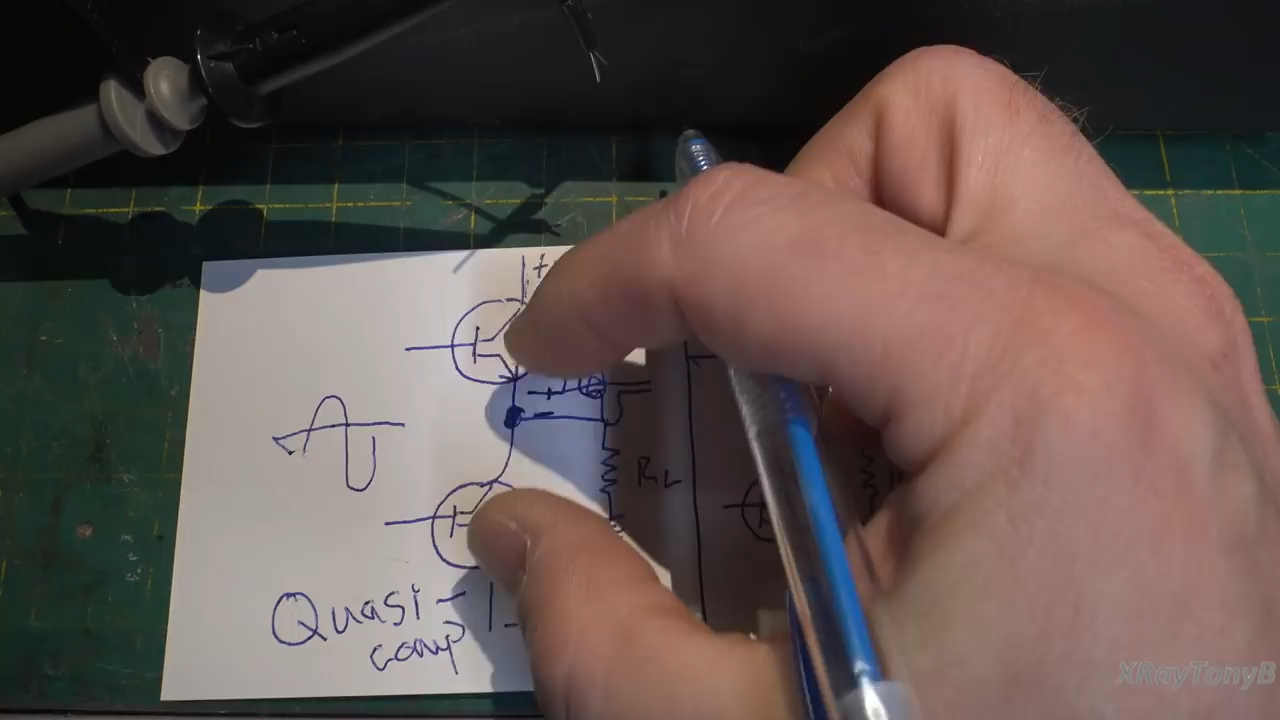 +
+
-
RL
Quasi-
comp
XRayTonyB